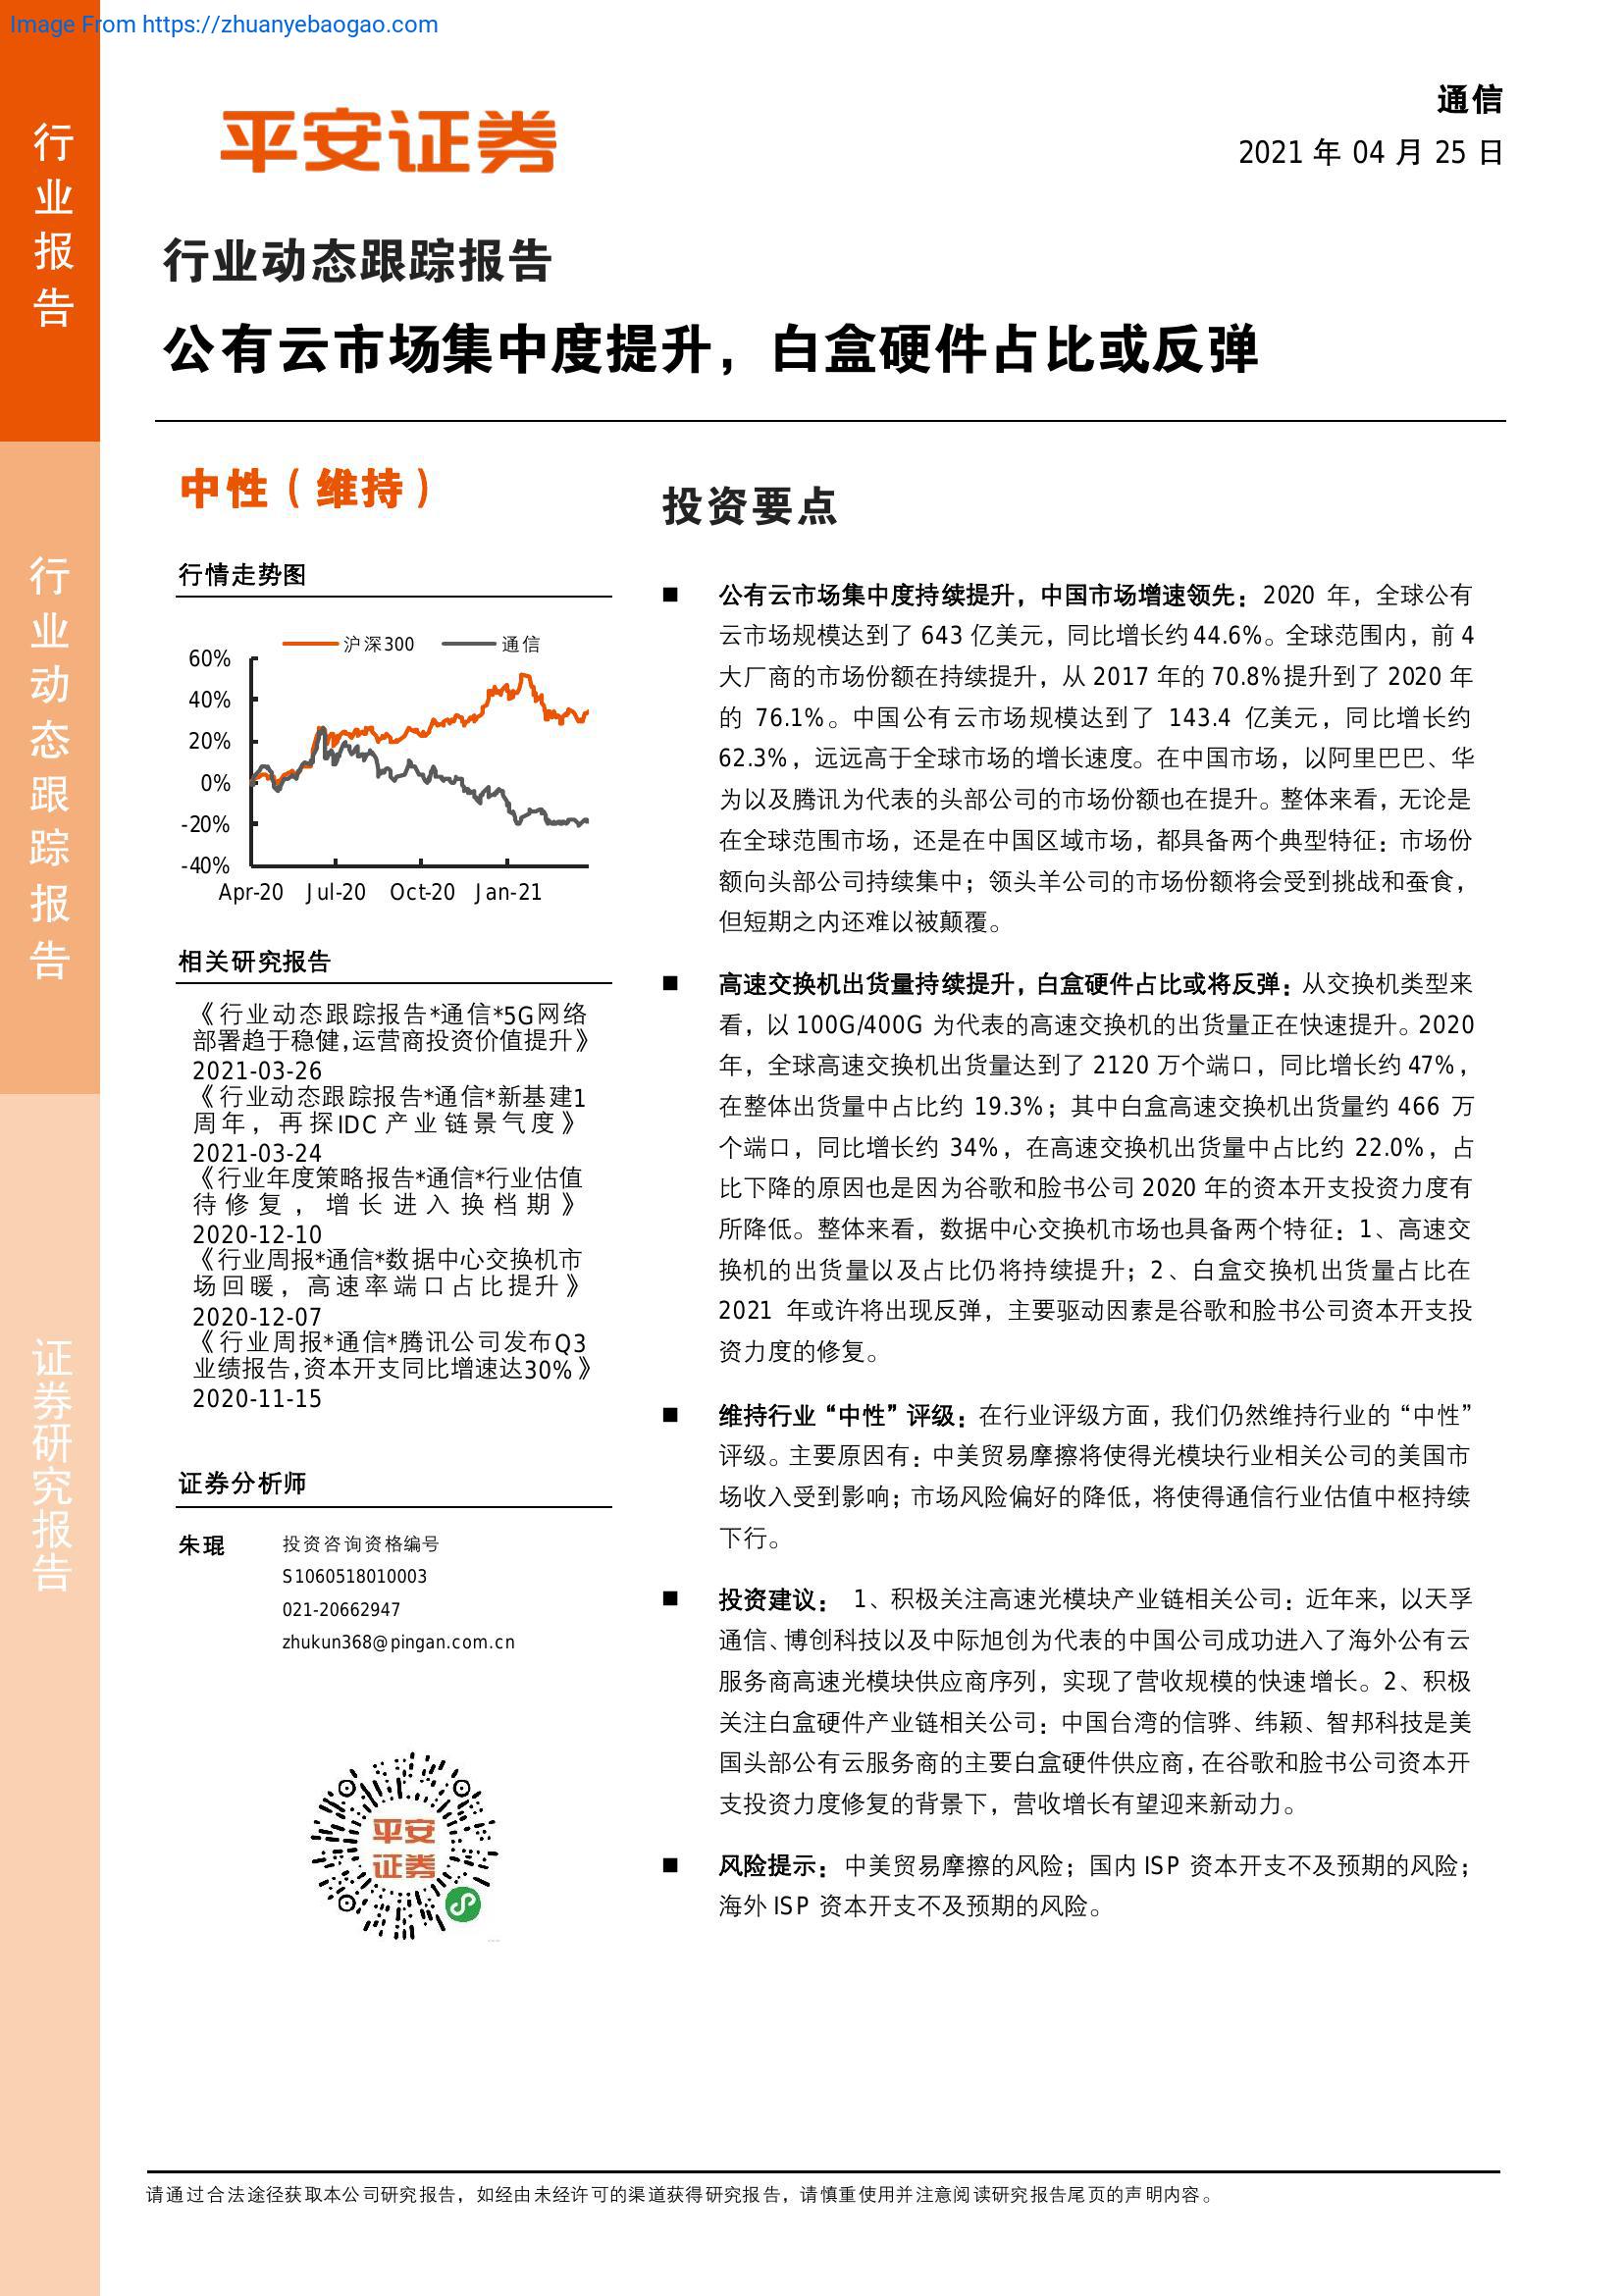 Image From https://zhuanyebaogao.com
行业报告
行业动态跟踪报告
证券研究报告
平安证券
通信
2021 年 04 月 25 日
行业动态跟踪报告
公有云市场集中度提升，白盒硬件占比或反弹
中性（维持）
行情走势图
沪深300 通信
60%
40%
20%
0%
-20%
-40%
Apr-20 Jul-20 Oct-20 Jan-21
相关研究报告
《行业动态跟踪报告*通信*5G网络
部署趋于稳健,运营商投资价值提升》
2021-03-26
《行业动态跟踪报告*通信*新基建1
周年，再探IDC产业链景气度》
2021-03-24
《行业年度策略报告*通信*行业估值
待修复，增长进入换档期》
2020-12-10
《行业周报*通信*数据中心交换机市
场回暖，高速率端口占比提升》
2020-12-07
《行业周报*通信*腾讯公司发布Q3
业绩报告,资本开支同比增速达30%》
2020-11-15
证券分析师
朱琨 投资咨询资格编号
S1060518010003
021-20662947
zhukun368@pingan.com.cn
平安
证券
投资要点
■ 公有云市场集中度持续提升，中国市场增速领先：2020 年，全球公有
云市场规模达到了 643 亿美元，同比增长约 44.6%。全球范围内，前 4
大厂商的市场份额在持续提升，从 2017 年的 70.8%提升到了 2020 年
的 76.1%。中国公有云市场规模达到了 143.4 亿美元，同比增长约
62.3%，远远高于全球市场的增长速度。在中国市场，以阿里巴巴、华
为以及腾讯为代表的头部公司的市场份额也在提升。整体来看，无论是
在全球范围市场，还是在中国区域市场，都具备两个典型特征：市场份
额向头部公司持续集中；领头羊公司的市场份额将会受到挑战和蚕食，
但短期之内还难以被颠覆。
■ 高速交换机出货量持续提升，白盒硬件占比或将反弹：从交换机类型来
看，以 100G/400G 为代表的高速交换机的出货量正在快速提升。2020
年，全球高速交换机出货量达到了 2120 万个端口，同比增长约 47%，
在整体出货量中占比约 19.3%；其中白盒高速交换机出货量约 466 万
个端口，同比增长约 34%，在高速交换机出货量中占比约 22.0%，占
比下降的原因也是因为谷歌和脸书公司 2020 年的资本开支投资力度有
所降低。整体来看，数据中心交换机市场也具备两个特征：1、高速交
换机的出货量以及占比仍将持续提升；2、白盒交换机出货量占比在
2021 年或许将出现反弹，主要驱动因素是谷歌和脸书公司资本开支投
资力度的修复。
■ 维持行业“中性”评级：在行业评级方面，我们仍然维持行业的“中性”
评级。主要原因有：中美贸易摩擦将使得光模块行业相关公司的美国市
场收入受到影响；市场风险偏好的降低，将使得通信行业估值中枢持续
下行。
■ 投资建议： 1、积极关注高速光模块产业链相关公司：近年来，以天孚
通信、博创科技以及中际旭创为代表的中国公司成功进入了海外公有云
服务商高速光模块供应商序列，实现了营收规模的快速增长。2、积极
关注白盒硬件产业链相关公司：中国台湾的信骅、纬颖、智邦科技是美
国头部公有云服务商的主要白盒硬件供应商，在谷歌和脸书公司资本开
支投资力度修复的背景下，营收增长有望迎来新动力。
■ 风险提示：中美贸易摩擦的风险；国内 ISP 资本开支不及预期的风险；
海外 ISP 资本开支不及预期的风险。
请通过合法途径获取本公司研究报告，如经由未经许可的渠道获得研究报告，请慎重使用并注意阅读研究报告尾页的声明内容。